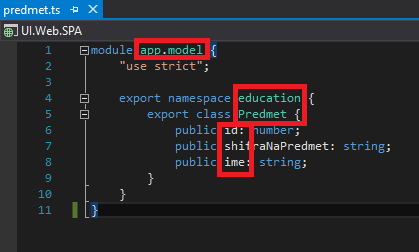 predmet.ts
UI.Web.SPA
1 module app.model {
2 "use strict";
3
4 export namespace education {
5 export class Predmet {
6 public id: number;
7 public shifraNaPredmet: string;
8 public ime: string;
9 }
10 }
11 }